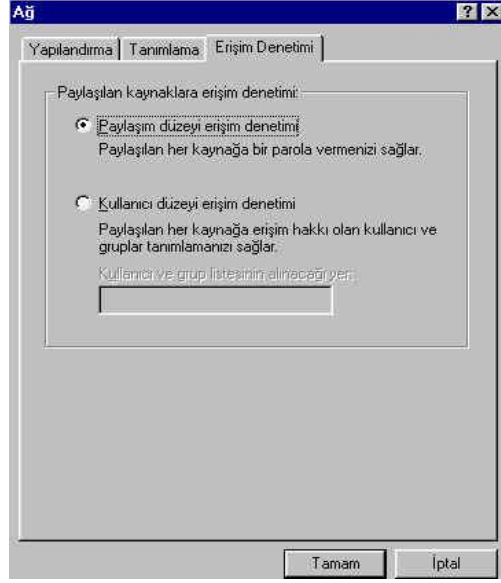 Ağ
Yapılandırma Tanımlama Erişim Denetimi
Paylaşılan kaynaklara erişim denetimi:
Paylaşım düzeyi erişim denetimi
Paylaşılan her kaynağa bir parola vermenizi sağlar.
Kullanıcı düzeyi erişim denetimi
Paylaşılan her kaynağa erişim hakkı olan kullanıcı ve
gruplar tanımlamanızı sağlar.
Kullanıcı ve grup listesinin alınacağı yer:
Tamam İptal